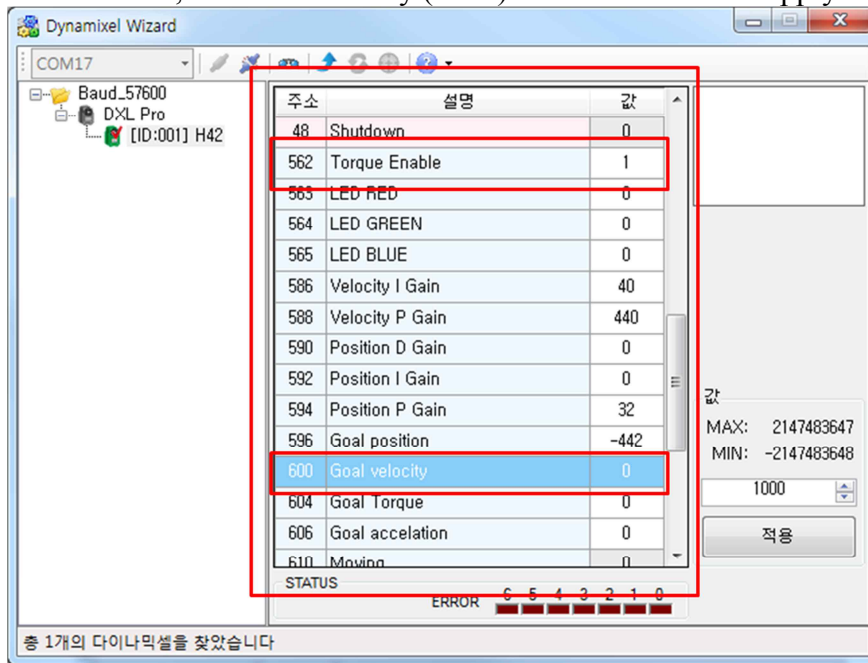 Dynamixel Wizard
COM17
Baud_57600
DXL Pro
[ID:001] H42
주소 설명 값
48 Shutdown 0
562 Torque Enable 1
563 LED RED 0
564 LED GREEN 0
565 LED BLUE 0
586 Velocity I Gain 40
588 Velocity P Gain 440
590 Position D Gain 0
592 Position I Gain 0
594 Position P Gain 32
596 Goal position -442
600 Goal velocity 0
604 Goal Torque 0
606 Goal accelation 0
610 Moving 0
값
MAX: 2147483647
MIN: -2147483648
1000
적용
STATUS
ERROR 6 5 4 3 2 1 0
총 1개의 다이나믹셀을 찾았습니다